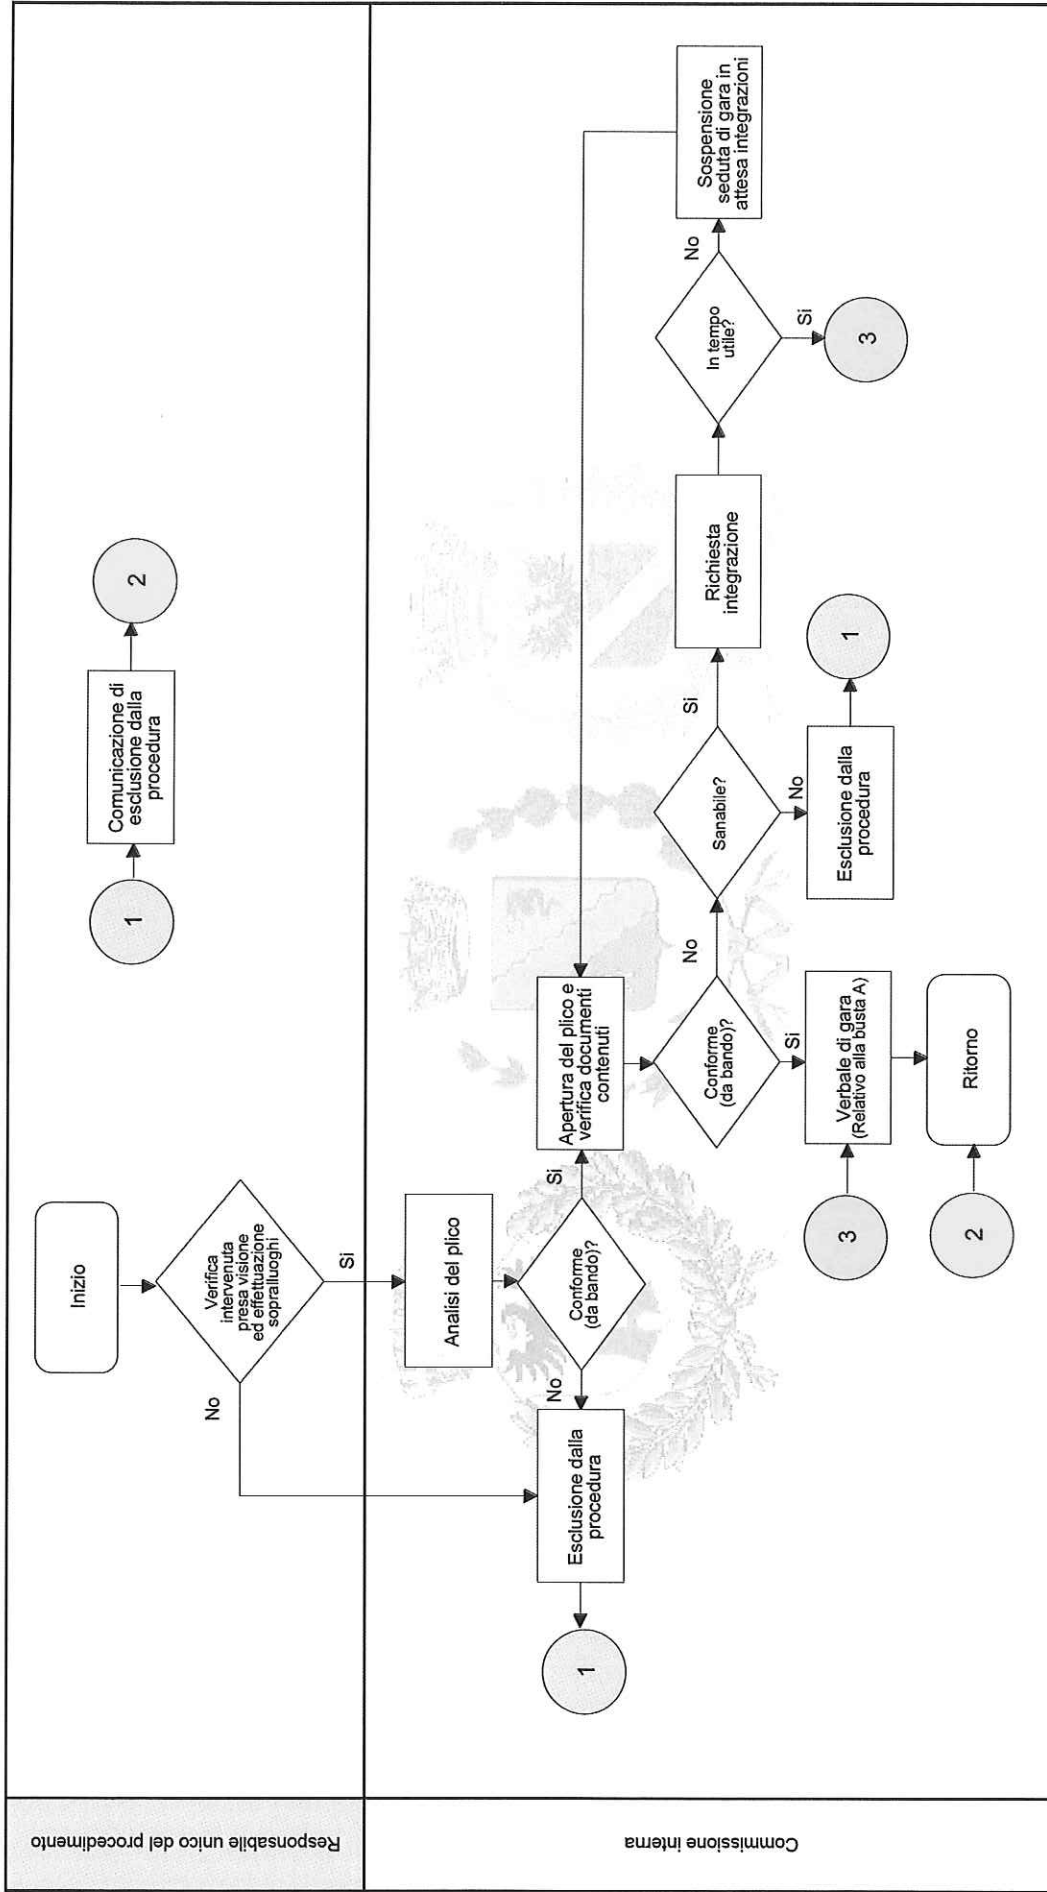 Responsabile unico del procedimento
Inizio
Verifica
intervenuta
presa visione
ed effettuazione
sopralluoghi
No
Si
1
Comunicazione di
esclusione dalla
procedura
2
Commissione interna
Analisi del plico
Conforme
(da bando)?
No
Si
Esclusione dalla
procedura
1
Apertura del plico e
verifica documenti
contenuti
Conforme
(da bando)?
No
Si
Sanabile?
Si
No
Richiesta
integrazione
In tempo
utile?
No
Si
Sospensione
seduta di gara in
attesa integrazioni
3
Esclusione dalla
procedura
1
3
Verbale di gara
(Relativo alla busta A)
2
Ritorno